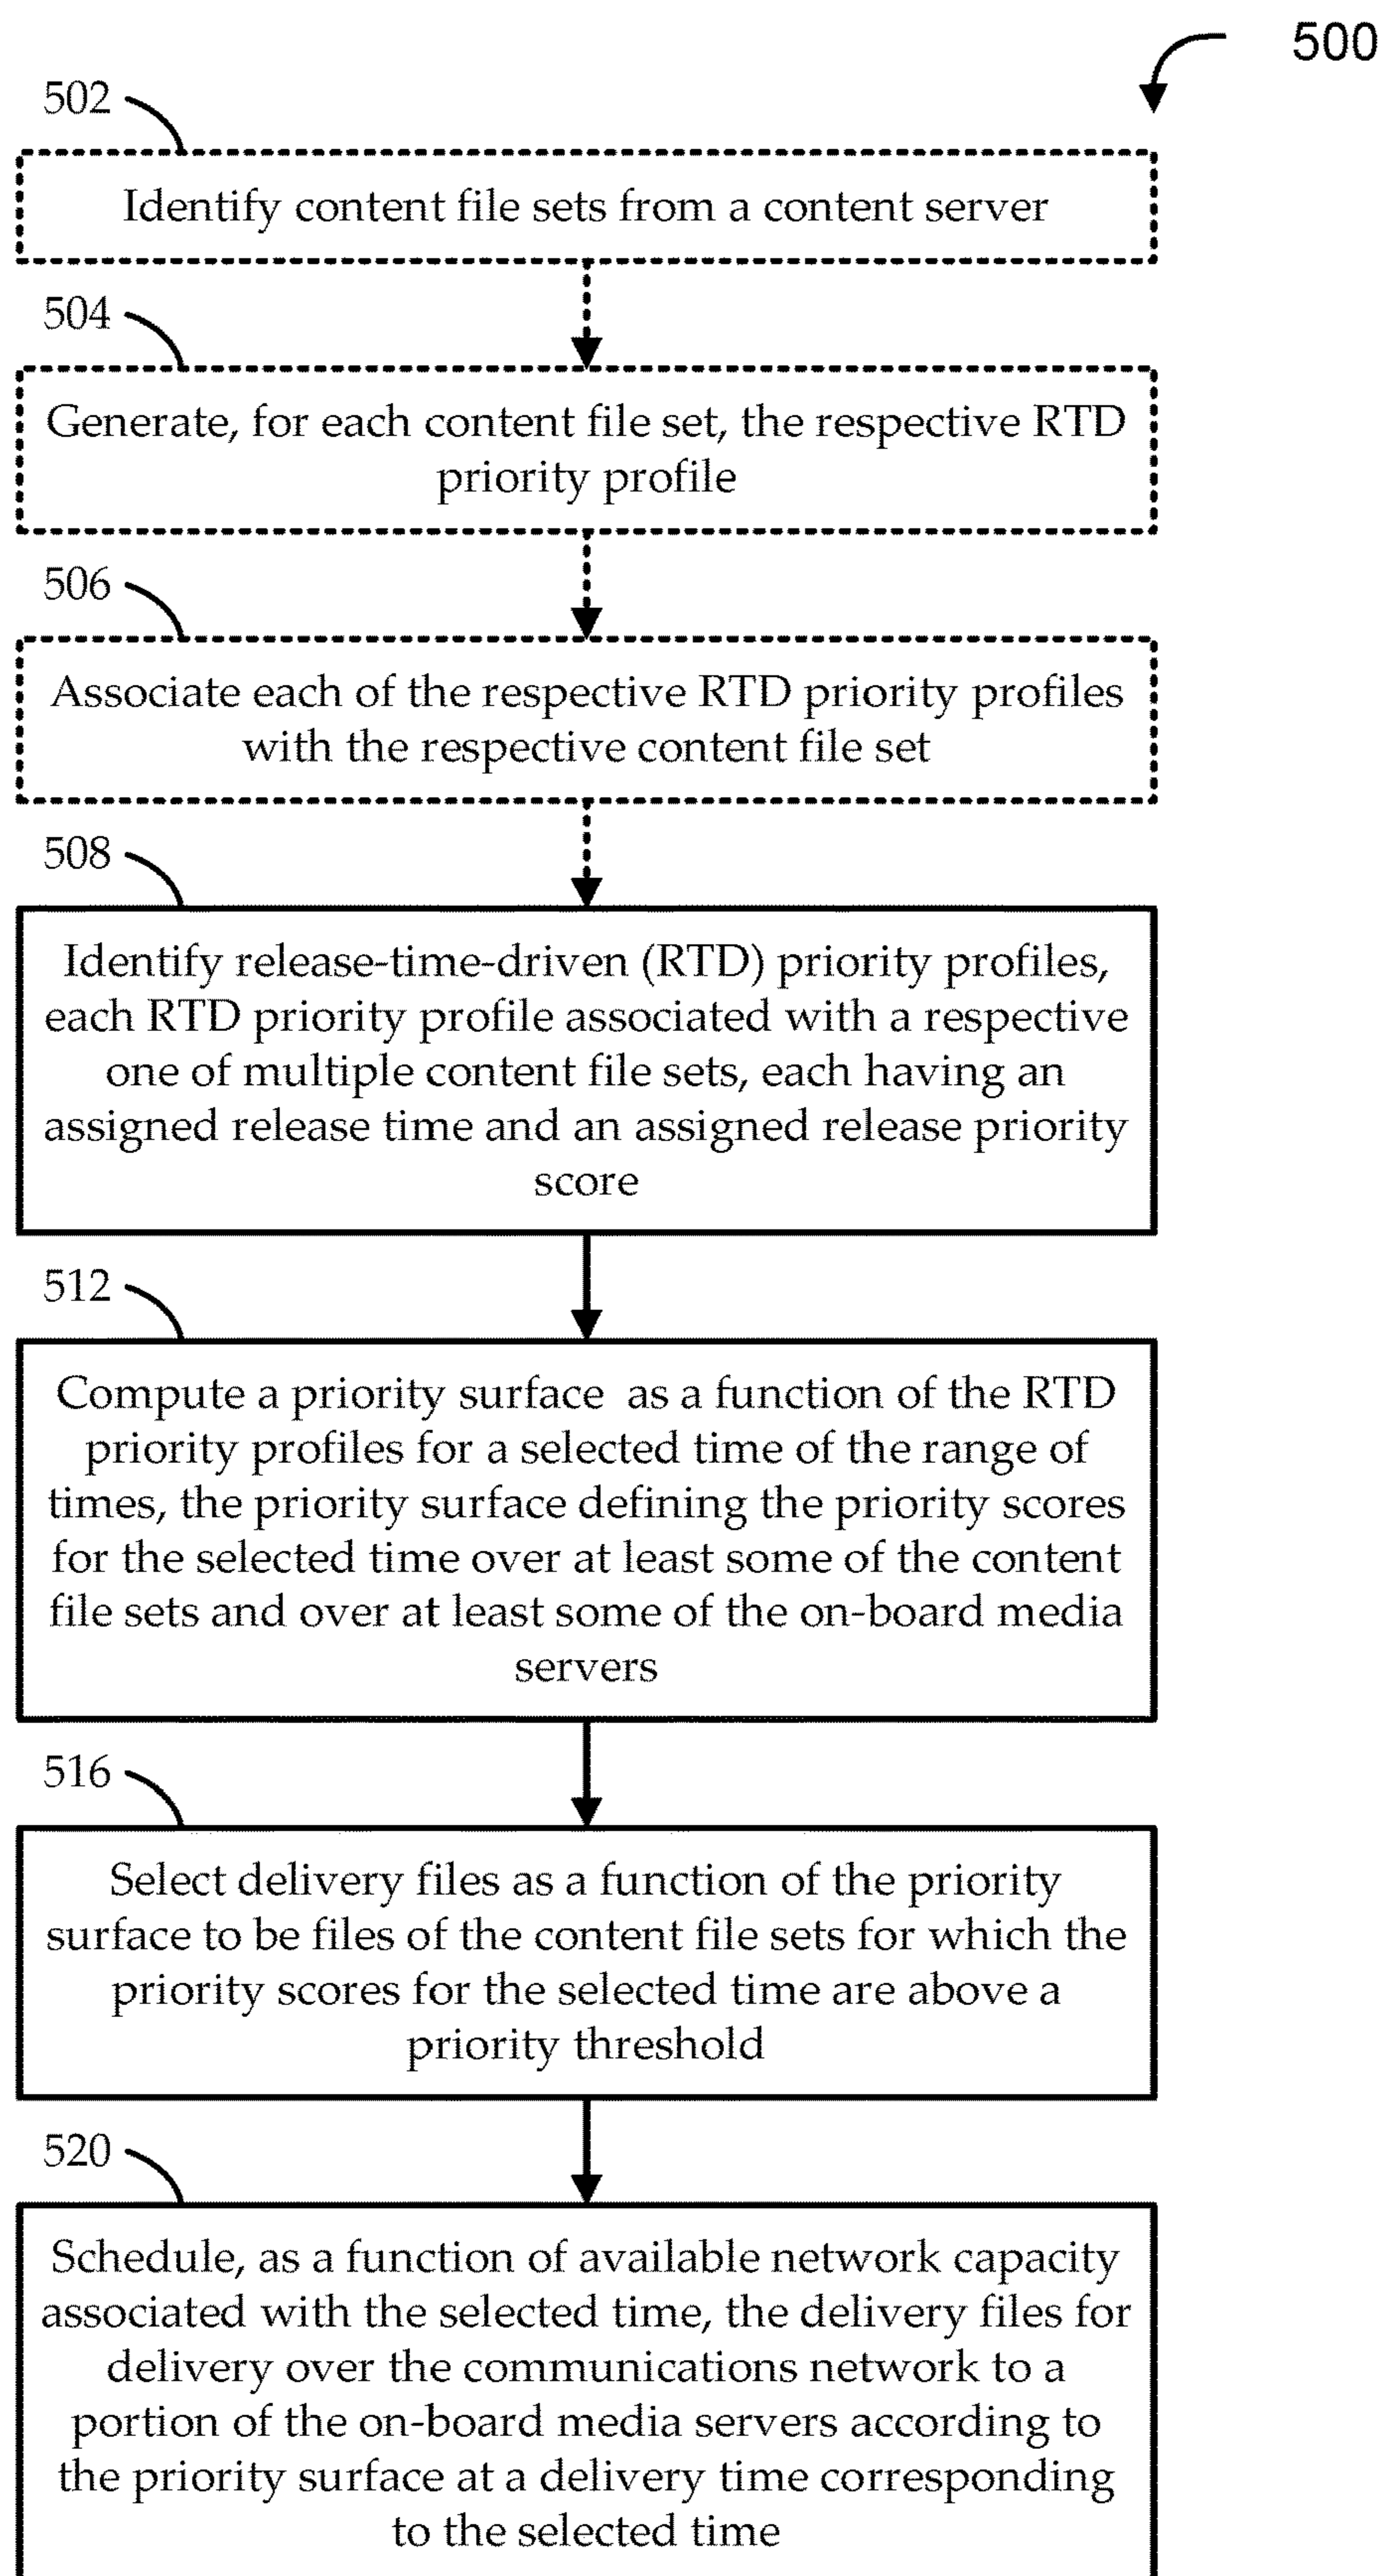 500
502
Identify content file sets from a content server
504
Generate, for each content file set, the respective RTD
priority profile
506
Associate each of the respective RTD priority profiles
with the respective content file set
508
Identify release-time-driven (RTD) priority profiles,
each RTD priority profile associated with a respective
one of multiple content file sets, each having an
assigned release time and an assigned release priority
score
512
Compute a priority surface as a function of the RTD
priority profiles for a selected time of the range of
times, the priority surface defining the priority scores
for the selected time over at least some of the content
file sets and over at least some of the on-board media
servers
516
Select delivery files as a function of the priority
surface to be files of the content file sets for which the
priority scores for the selected time are above a
priority threshold
520
Schedule, as a function of available network capacity
associated with the selected time, the delivery files for
delivery over the communications network to a
portion of the on-board media servers according to
the priority surface at a delivery time corresponding
to the selected time